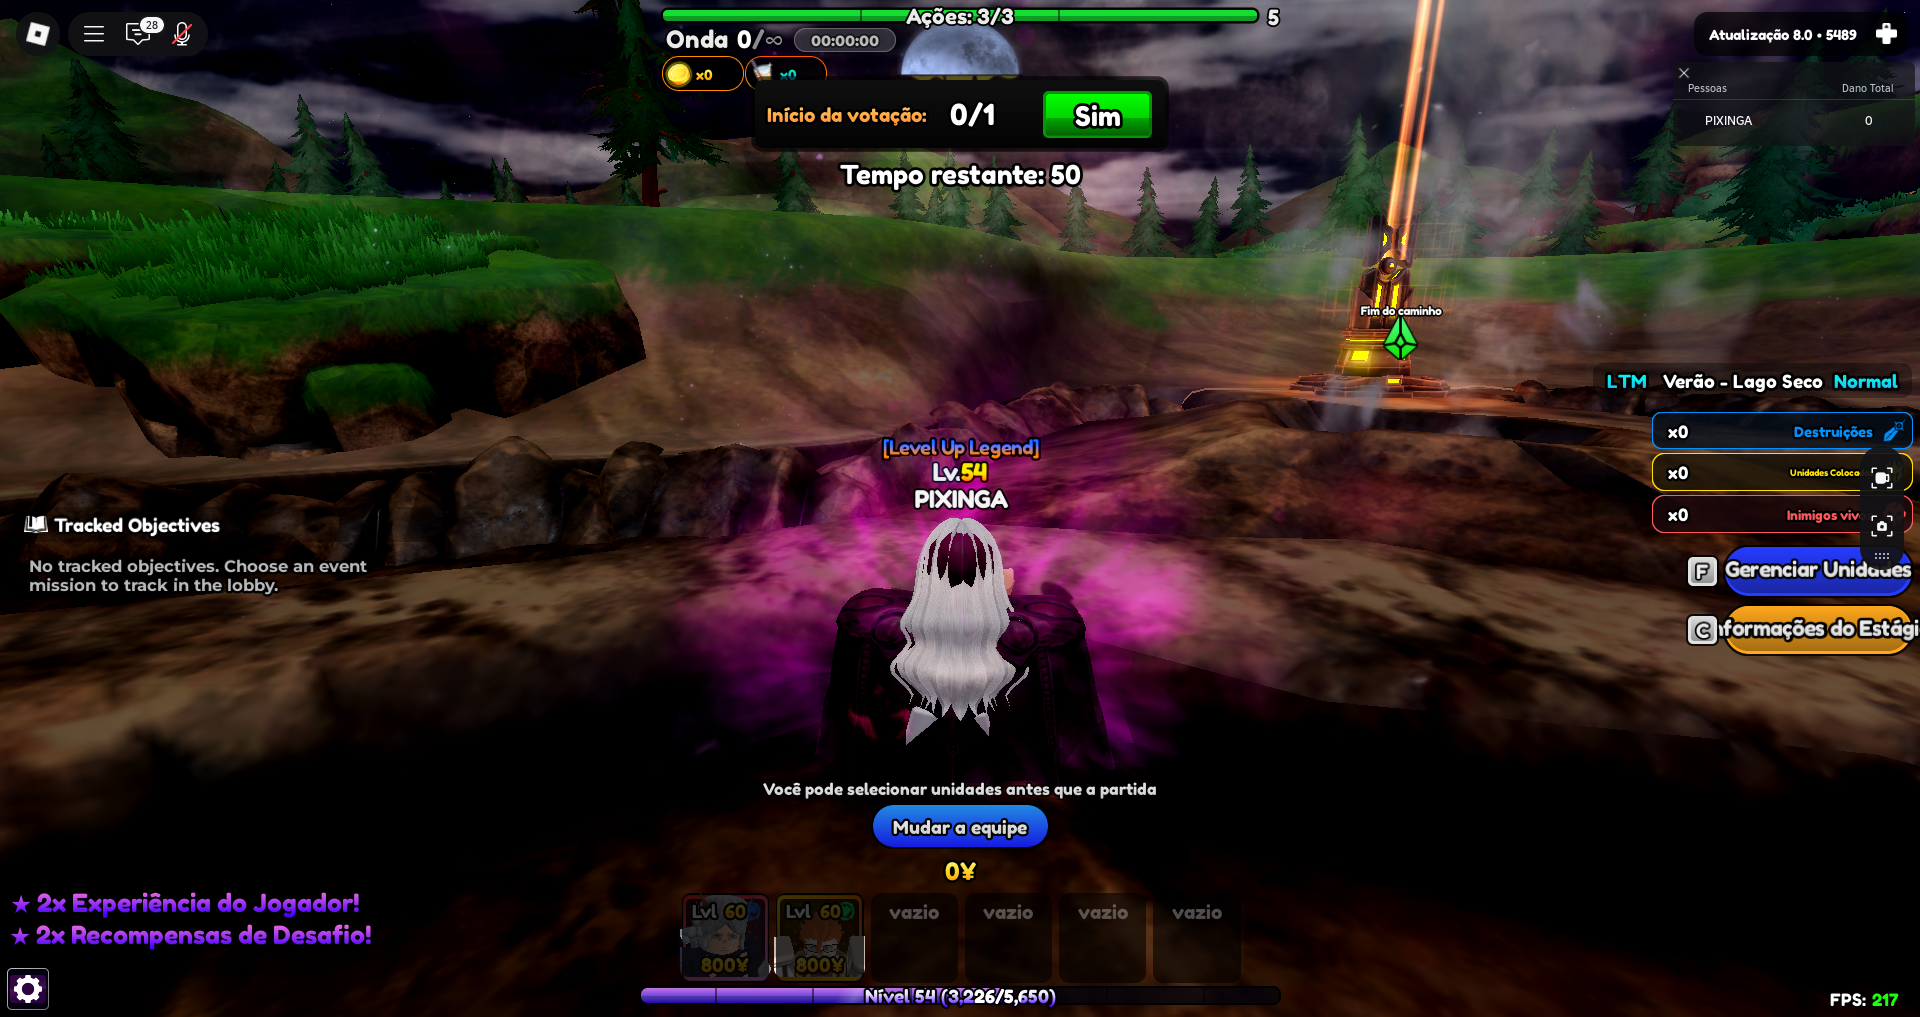 28
Ações: 3/3
5
Onda 0/∞
00:00:00
x0
x0
Início da votação: 0/1
Sim
Tempo restante: 50
Atualização 8.0 • 5489
Pessoas
Dano Total
PIXINGA
0
Fim do caminho
LTM Verão - Lago Seco Normal
x0 Destruições
x0 Unidades Coloca
x0 Inimigos viv
F Gerenciar Unidades
C nformações do Estági
[Level Up Legend]
Lv.54
PIXINGA
Tracked Objectives
No tracked objectives. Choose an event
mission to track in the lobby.
Você pode selecionar unidades antes que a partida
Mudar a equipe
0¥
★ 2x Experiência do Jogador!
★ 2x Recompensas de Desafio!
Lvl 60
800¥
Lvl 60
800¥
vazio
vazio
vazio
vazio
Nível 54 (3,226/5,650)
FPS: 217